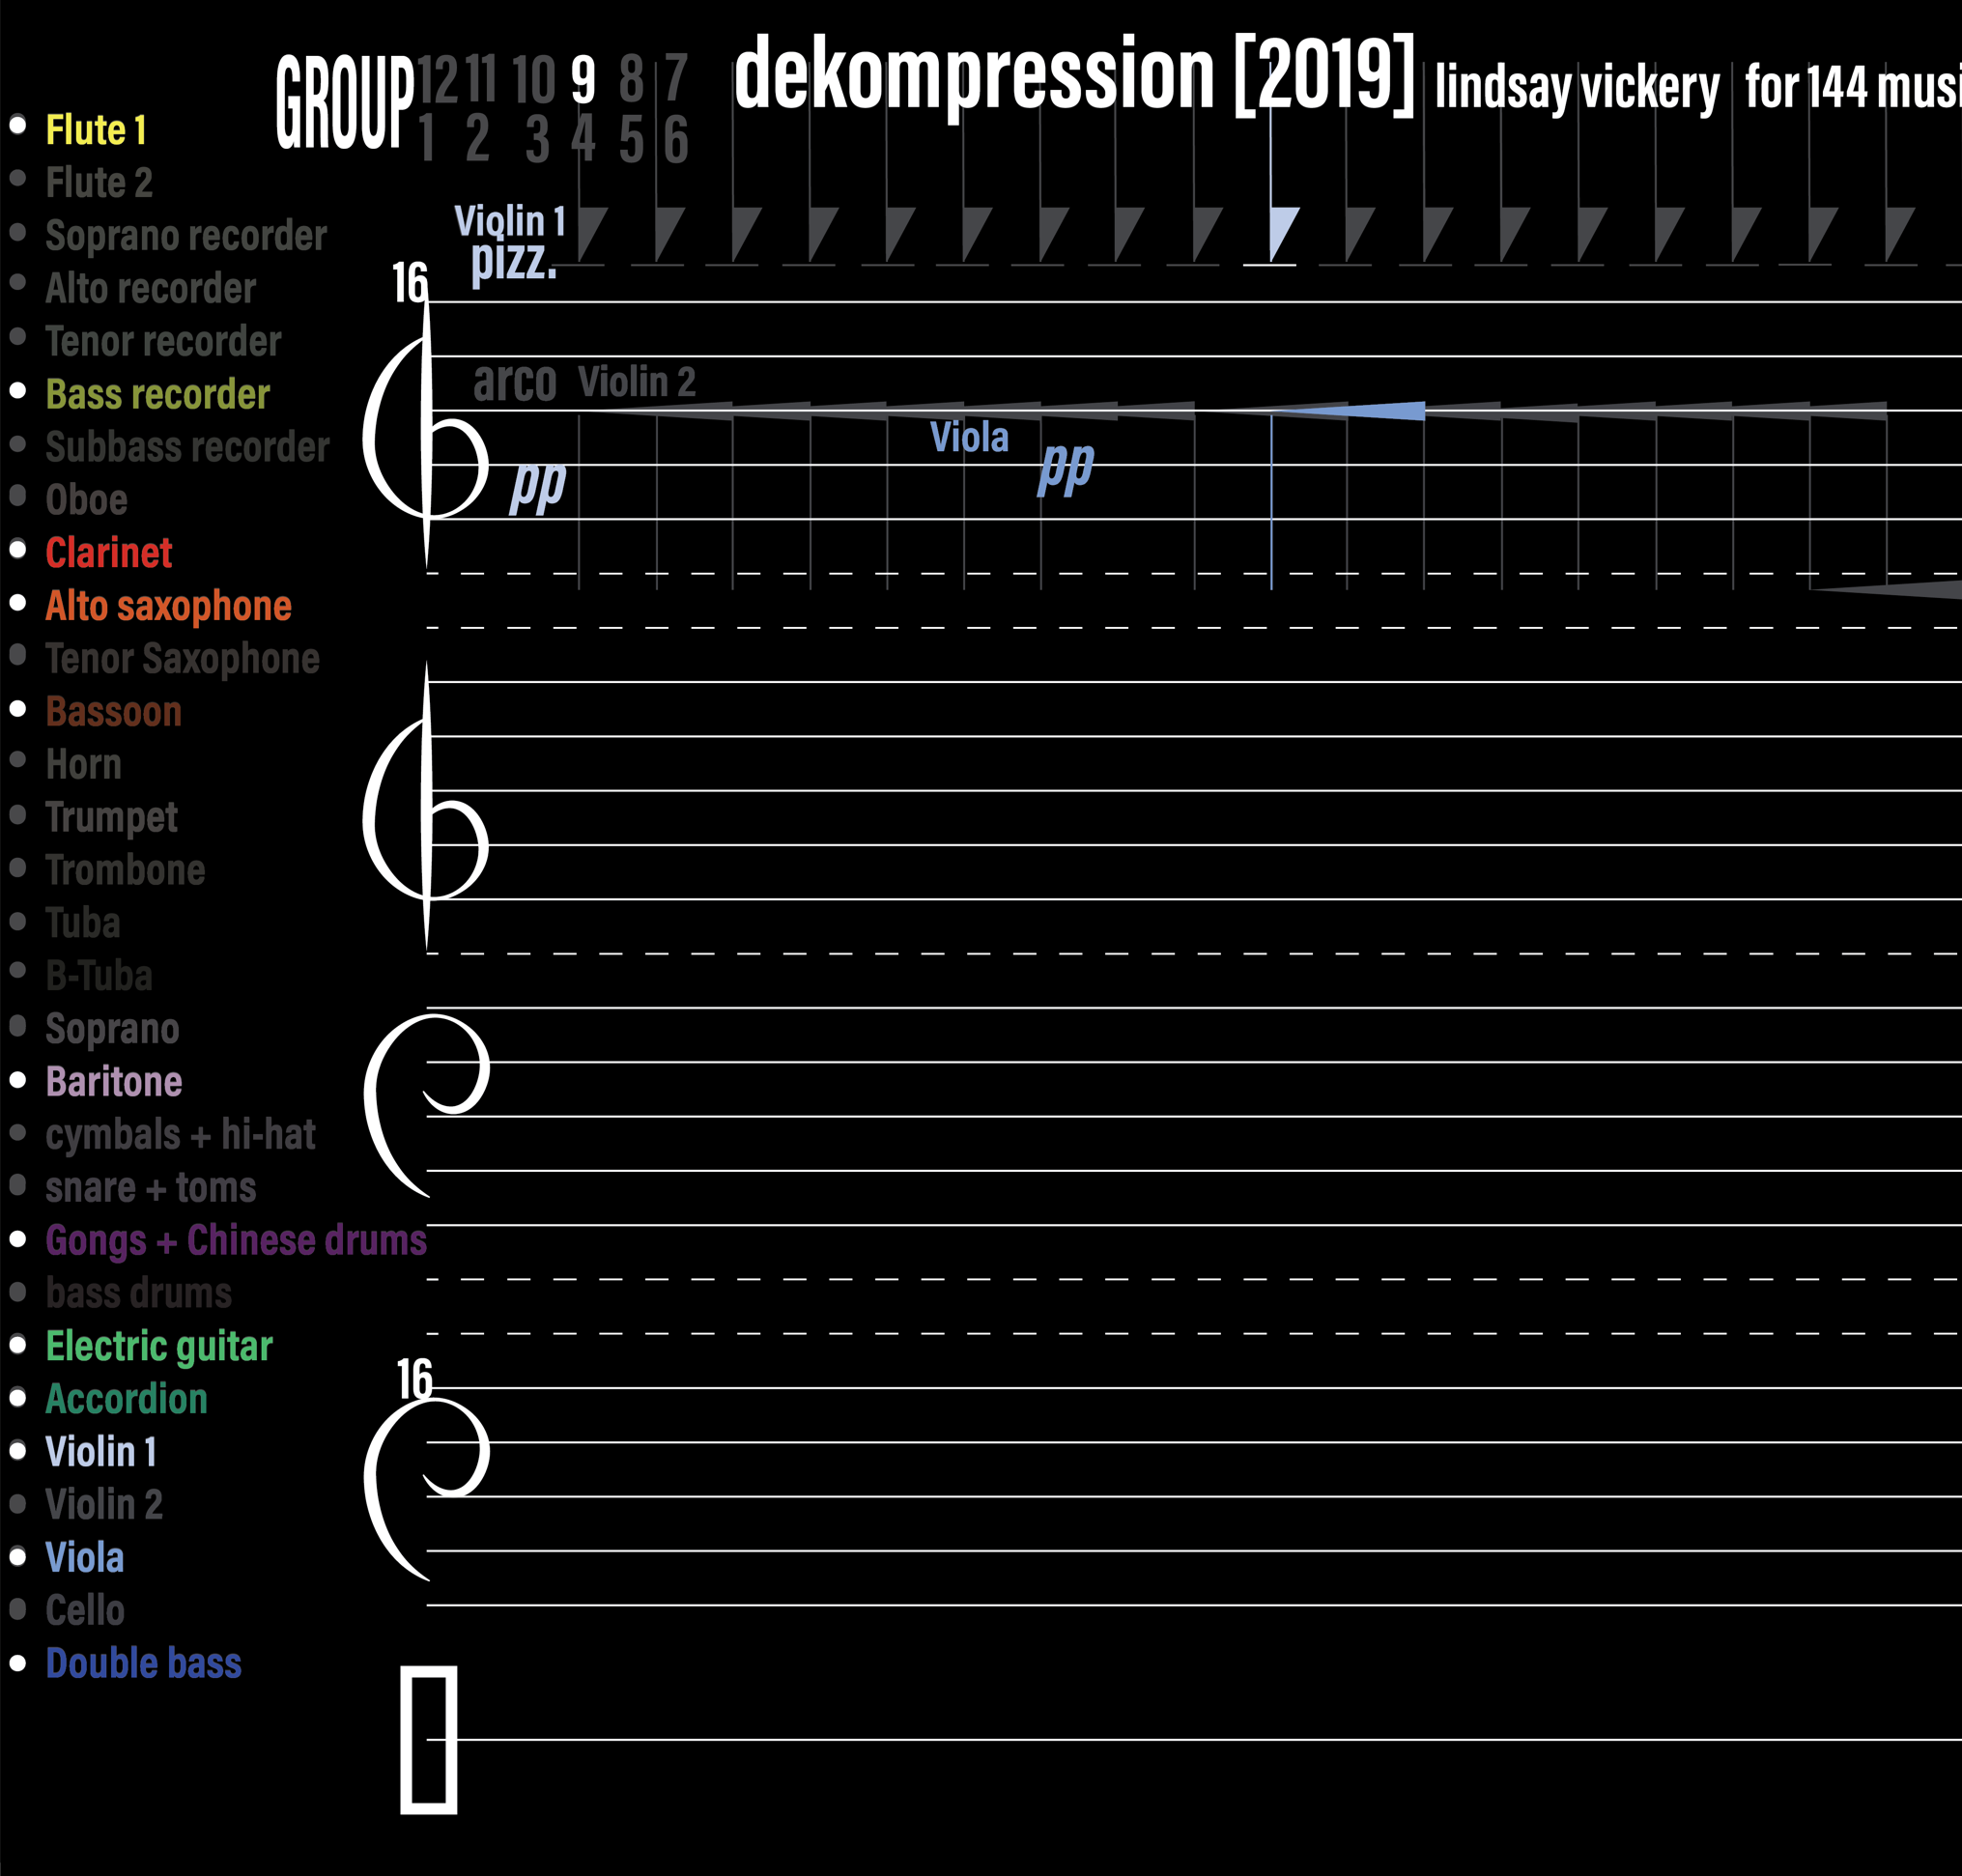 GROUP 12 11 10 9 8 7
1 2 3 4 5 6
dekompression [2019] lindsay vickery for 144 musi
Flute 1
Flute 2
Soprano recorder
Alto recorder
Tenor recorder
Bass recorder
Subbass recorder
Oboe
Clarinet
Alto saxophone
Tenor Saxophone
Bassoon
Horn
Trumpet
Trombone
Tuba
B-Tuba
Soprano
Baritone
cymbals + hi-hat
snare + toms
Gongs + Chinese drums
bass drums
Electric guitar
Accordion
Violin 1
Violin 2
Viola
Cello
Double bass
Violin 1
pizz.
16
arco Violin 2
Viola
pp
pp
16